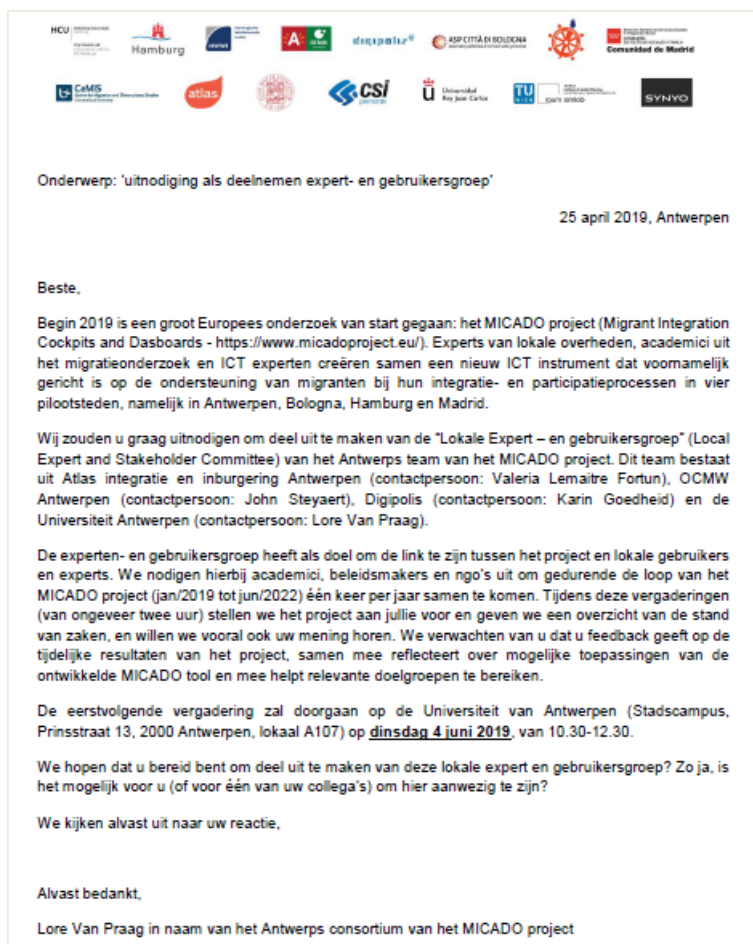 HCU
Hamburg
digipolis
ASP CITTÀ DI BOLOGNA
Comunidad de Madrid
CeMIS
atlas
csi
piemonte
Universidad
Rey Juan Carlos
TU
WIEN
SYNYO
Onderwerp: 'uitnodiging als deelnemen expert- en gebruikersgroep'
25 april 2019, Antwerpen
Beste,
Begin 2019 is een groot Europees onderzoek van start gegaan: het MICADO project (Migrant Integration
Cockpits and Dasboards - https://www.micadoproject.eu/). Experts van lokale overheden, academici uit
het migratieonderzoek en ICT experten creëren samen een nieuw ICT instrument dat voornamelijk
gericht is op de ondersteuning van migranten bij hun integratie- en participatieprocessen in vier
pilootsteden, namelijk in Antwerpen, Bologna, Hamburg en Madrid.
Wij zouden u graag uitnodigen om deel uit te maken van de "Lokale Expert – en gebruikersgroep" (Local
Expert and Stakeholder Committee) van het Antwerps team van het MICADO project. Dit team bestaat
uit Atlas integratie en inburgering Antwerpen (contactpersoon: Valeria Lemaitre Fortun), OCMW
Antwerpen (contactpersoon: John Steyaert), Digipolis (contactpersoon: Karin Goedheid) en de
Universiteit Antwerpen (contactpersoon: Lore Van Praag).
De experten- en gebruikersgroep heeft als doel om de link te zijn tussen het project en lokale gebruikers
en experts. We nodigen hierbij academici, beleidsmakers en ngo's uit om gedurende de loop van het
MICADO project (jan/2019 tot jun/2022) één keer per jaar samen te komen. Tijdens deze vergaderingen
(van ongeveer twee uur) stellen we het project aan jullie voor en geven we een overzicht van de stand
van zaken, en willen we vooral ook uw mening horen. We verwachten van u dat u feedback geeft op de
tijdelijke resultaten van het project, samen mee reflecteert over mogelijke toepassingen van de
ontwikkelde MICADO tool en mee helpt relevante doelgroepen te bereiken.
De eerstvolgende vergadering zal doorgaan op de Universiteit van Antwerpen (Stadscampus,
Prinsstraat 13, 2000 Antwerpen, lokaal A107) op dinsdag 4 juni 2019, van 10.30-12.30.
We hopen dat u bereid bent om deel uit te maken van deze lokale expert en gebruikersgroep? Zo ja, is
het mogelijk voor u (of voor één van uw collega's) om hier aanwezig te zijn?
We kijken alvast uit naar uw reactie,
Alvast bedankt,
Lore Van Praag in naam van het Antwerps consortium van het MICADO project